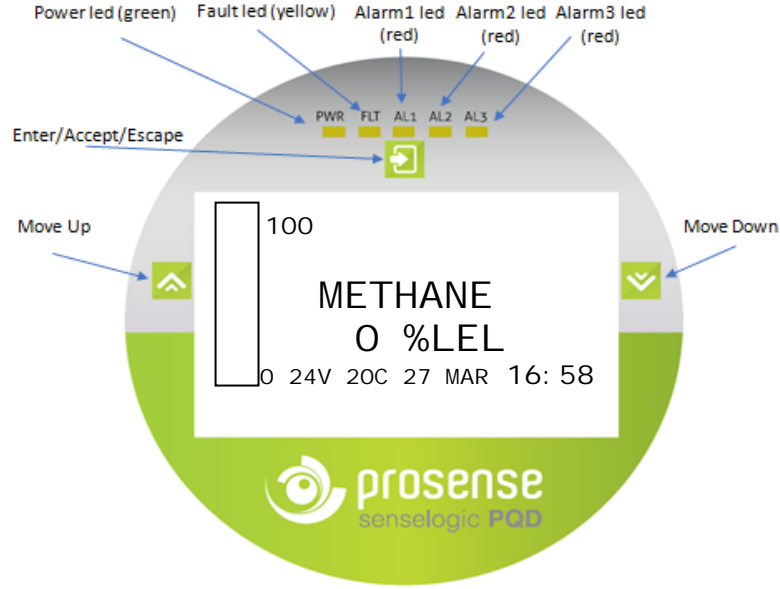 Power led (green)
Fault led (yellow)
Alarm1 led
(red)
Alarm2 led
(red)
Alarm3 led
(red)
PWR FLT AL1 AL2 AL3
Enter/Accept/Escape
Move Up
Move Down
100
METHANE
0 %LEL
0 24V 20C 27 MAR 16:58
prosense
senselogic PQD